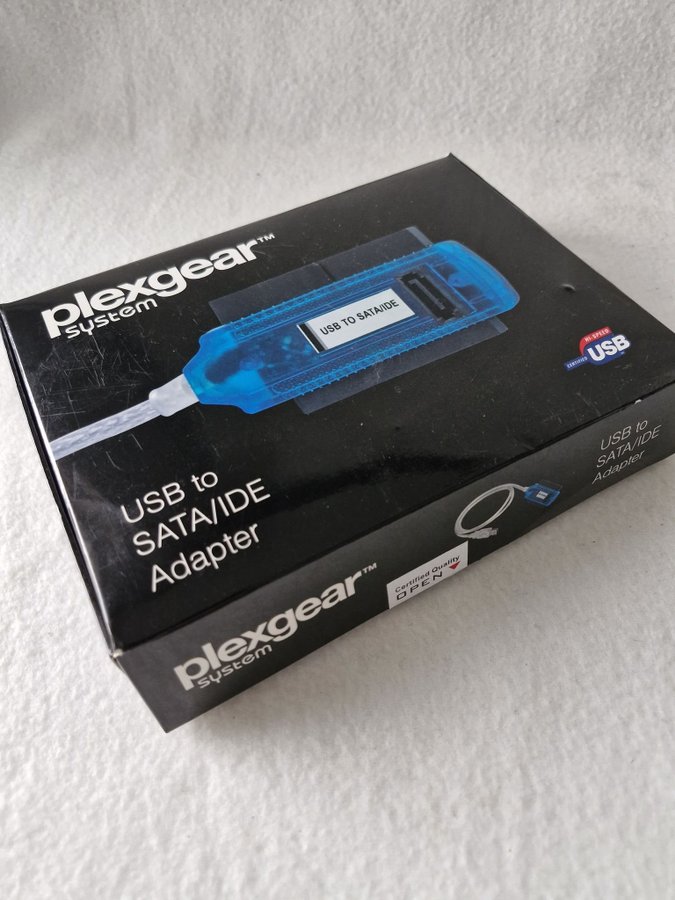 plexgear™
system
USB TO SATA/IDE
HI-SPEED
CERTIFIED
USB
USB to
SATA/IDE
Adapter
USB to
SATA/IDE
Adapter
Certified Quality
OPEN
plexgear™
system